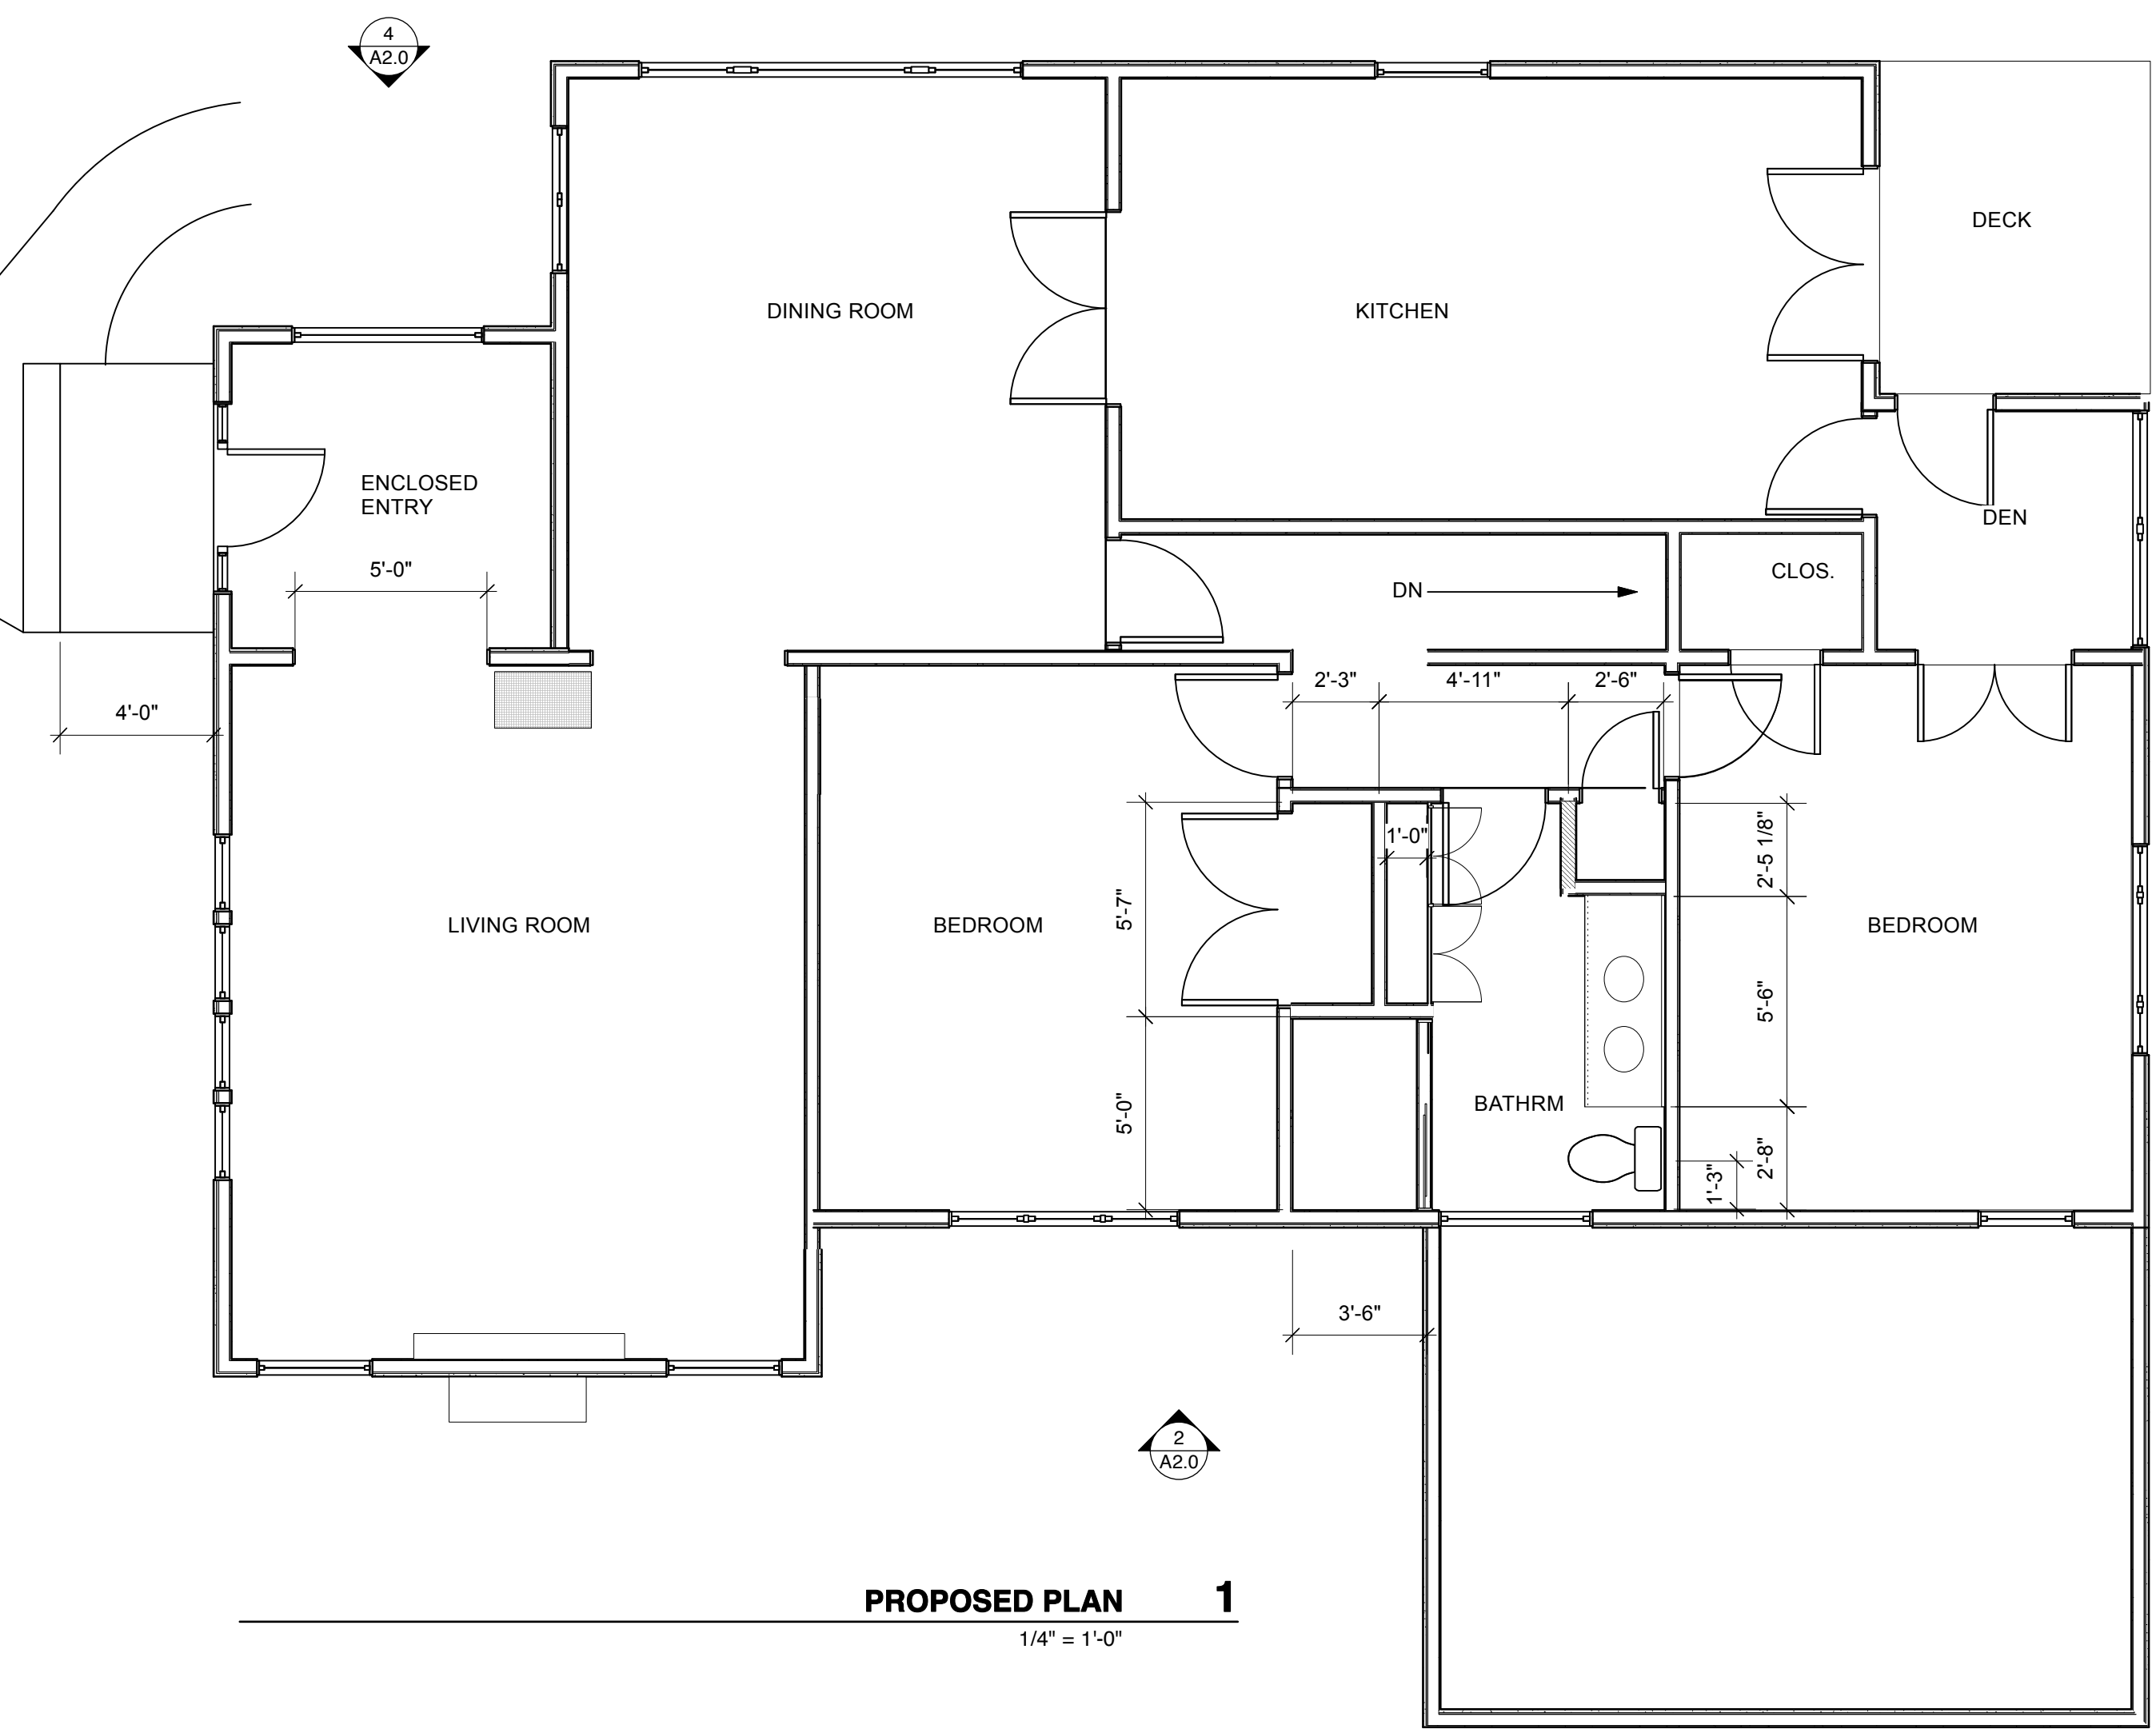 4
A2.0
DECK
DINING ROOM
KITCHEN
ENCLOSED
ENTRY
DEN
5'-0"
CLOS.
DN
2'-3"
4'-11"
2'-6"
4'-0"
1'-0"
2'-5 1/8"
5'-7"
LIVING ROOM
BEDROOM
BEDROOM
5'-6"
5'-0"
BATHRM
2'-8"
1'-3"
3'-6"
2
A2.0
PROPOSED PLAN 1
1/4" = 1'-0"